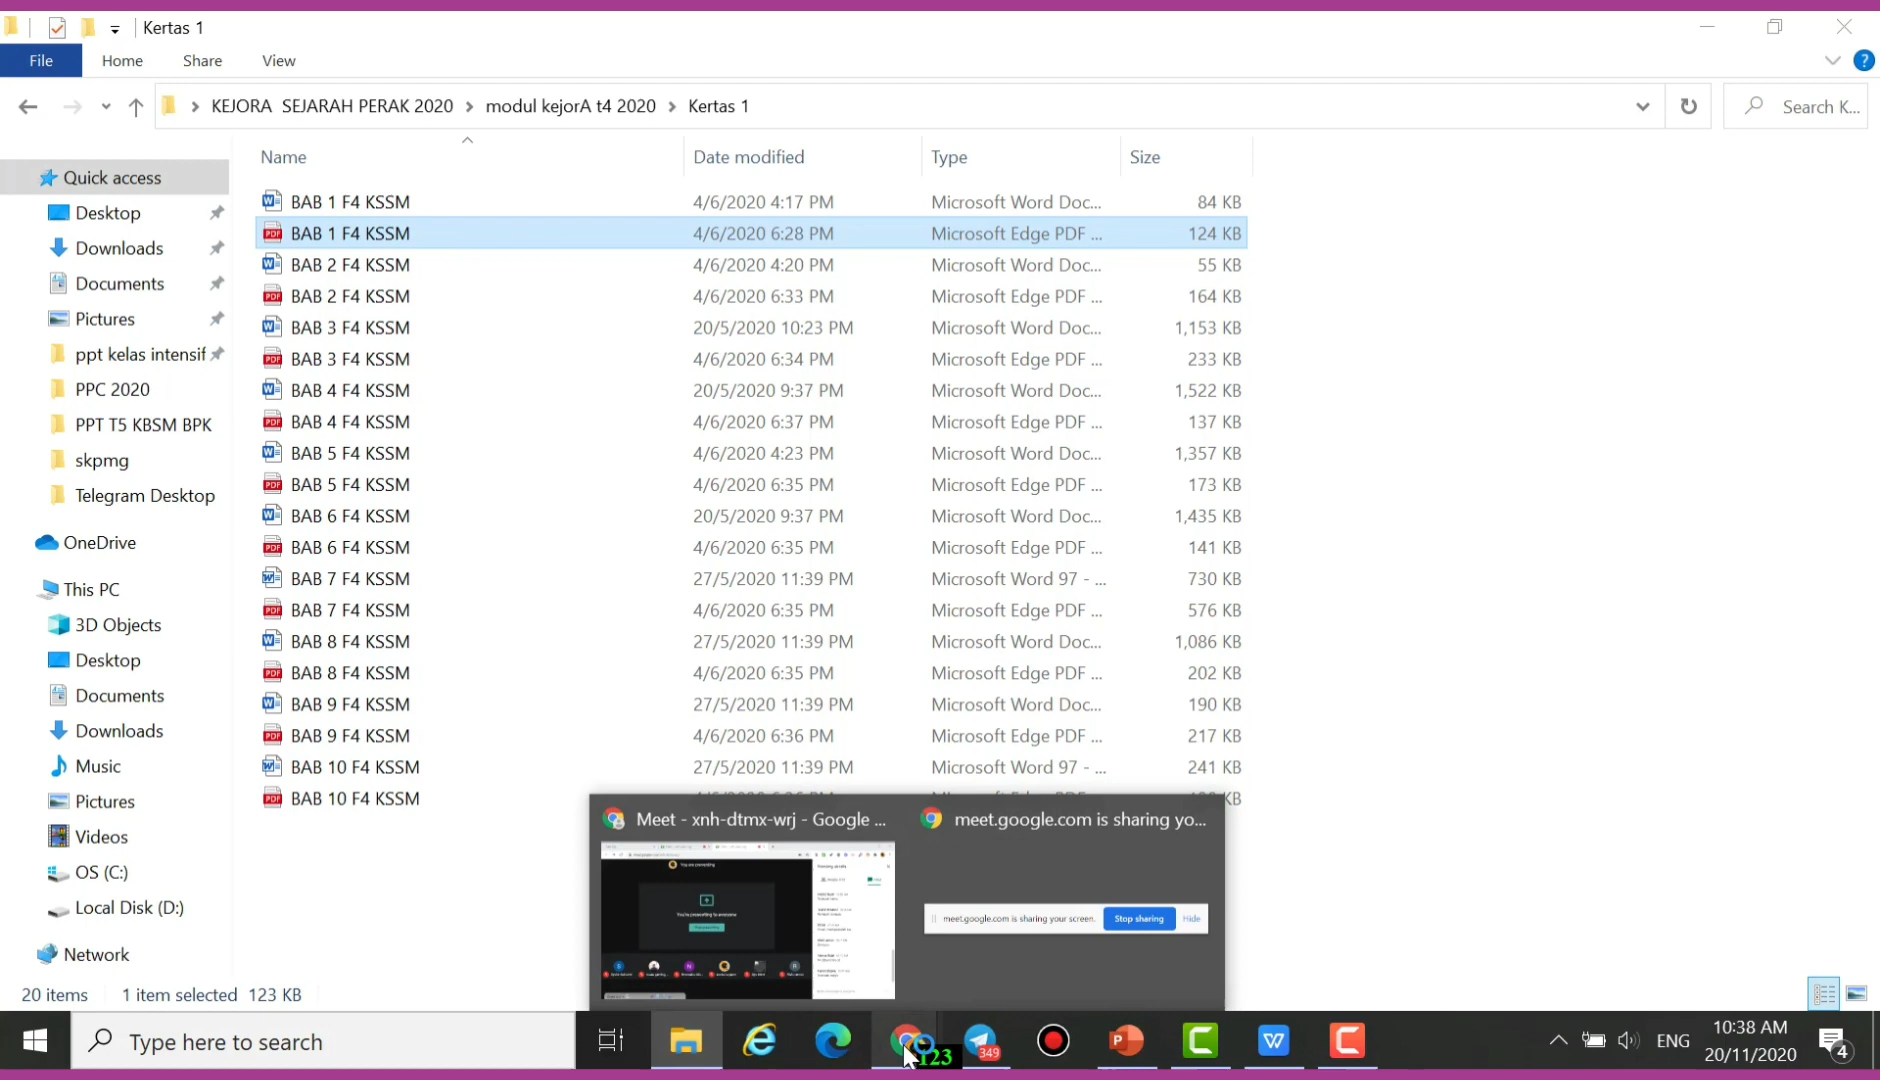 Kertas 1
File Home Share View
KEJORA SEJARAH PERAK 2020 modul kejorA t4 2020 Kertas 1
Search K...
Name Date modified Type Size
Quick access
Desktop
Downloads
Documents
Pictures
ppt kelas intensif
PPC 2020
PPT T5 KBSM BPK
skpmg
Telegram Desktop
OneDrive
This PC
3D Objects
Desktop
Documents
Downloads
Music
Pictures
Videos
OS (C:)
Local Disk (D:)
Network
BAB 1 F4 KSSM 4/6/2020 4:17 PM Microsoft Word Doc... 84 KB
BAB 1 F4 KSSM 4/6/2020 6:28 PM Microsoft Edge PDF ... 124 KB
BAB 2 F4 KSSM 4/6/2020 4:20 PM Microsoft Word Doc... 55 KB
BAB 2 F4 KSSM 4/6/2020 6:33 PM Microsoft Edge PDF ... 164 KB
BAB 3 F4 KSSM 20/5/2020 10:23 PM Microsoft Word Doc... 1,153 KB
BAB 3 F4 KSSM 4/6/2020 6:34 PM Microsoft Edge PDF ... 233 KB
BAB 4 F4 KSSM 20/5/2020 9:37 PM Microsoft Word Doc... 1,522 KB
BAB 4 F4 KSSM 4/6/2020 6:37 PM Microsoft Edge PDF ... 137 KB
BAB 5 F4 KSSM 4/6/2020 4:23 PM Microsoft Word Doc... 1,357 KB
BAB 5 F4 KSSM 4/6/2020 6:35 PM Microsoft Edge PDF ... 173 KB
BAB 6 F4 KSSM 20/5/2020 9:37 PM Microsoft Word Doc... 1,435 KB
BAB 6 F4 KSSM 4/6/2020 6:35 PM Microsoft Edge PDF ... 141 KB
BAB 7 F4 KSSM 27/5/2020 11:39 PM Microsoft Word 97 - ... 730 KB
BAB 7 F4 KSSM 4/6/2020 6:35 PM Microsoft Edge PDF ... 576 KB
BAB 8 F4 KSSM 27/5/2020 11:39 PM Microsoft Word Doc... 1,086 KB
BAB 8 F4 KSSM 4/6/2020 6:35 PM Microsoft Edge PDF ... 202 KB
BAB 9 F4 KSSM 27/5/2020 11:39 PM Microsoft Word Doc... 190 KB
BAB 9 F4 KSSM 4/6/2020 6:36 PM Microsoft Edge PDF ... 217 KB
BAB 10 F4 KSSM 27/5/2020 11:39 PM Microsoft Word 97 - ... 241 KB
BAB 10 F4 KSSM KB
Meet - xnh-dtmx-wrj - Google ...
You are presenting
You're presenting to everyone
meet.google.com is sharing yo...
meet.google.com is sharing your screen. Stop sharing Hide
20 items 1 item selected 123 KB
Type here to search
123
349
ENG
10:38 AM
20/11/2020
4